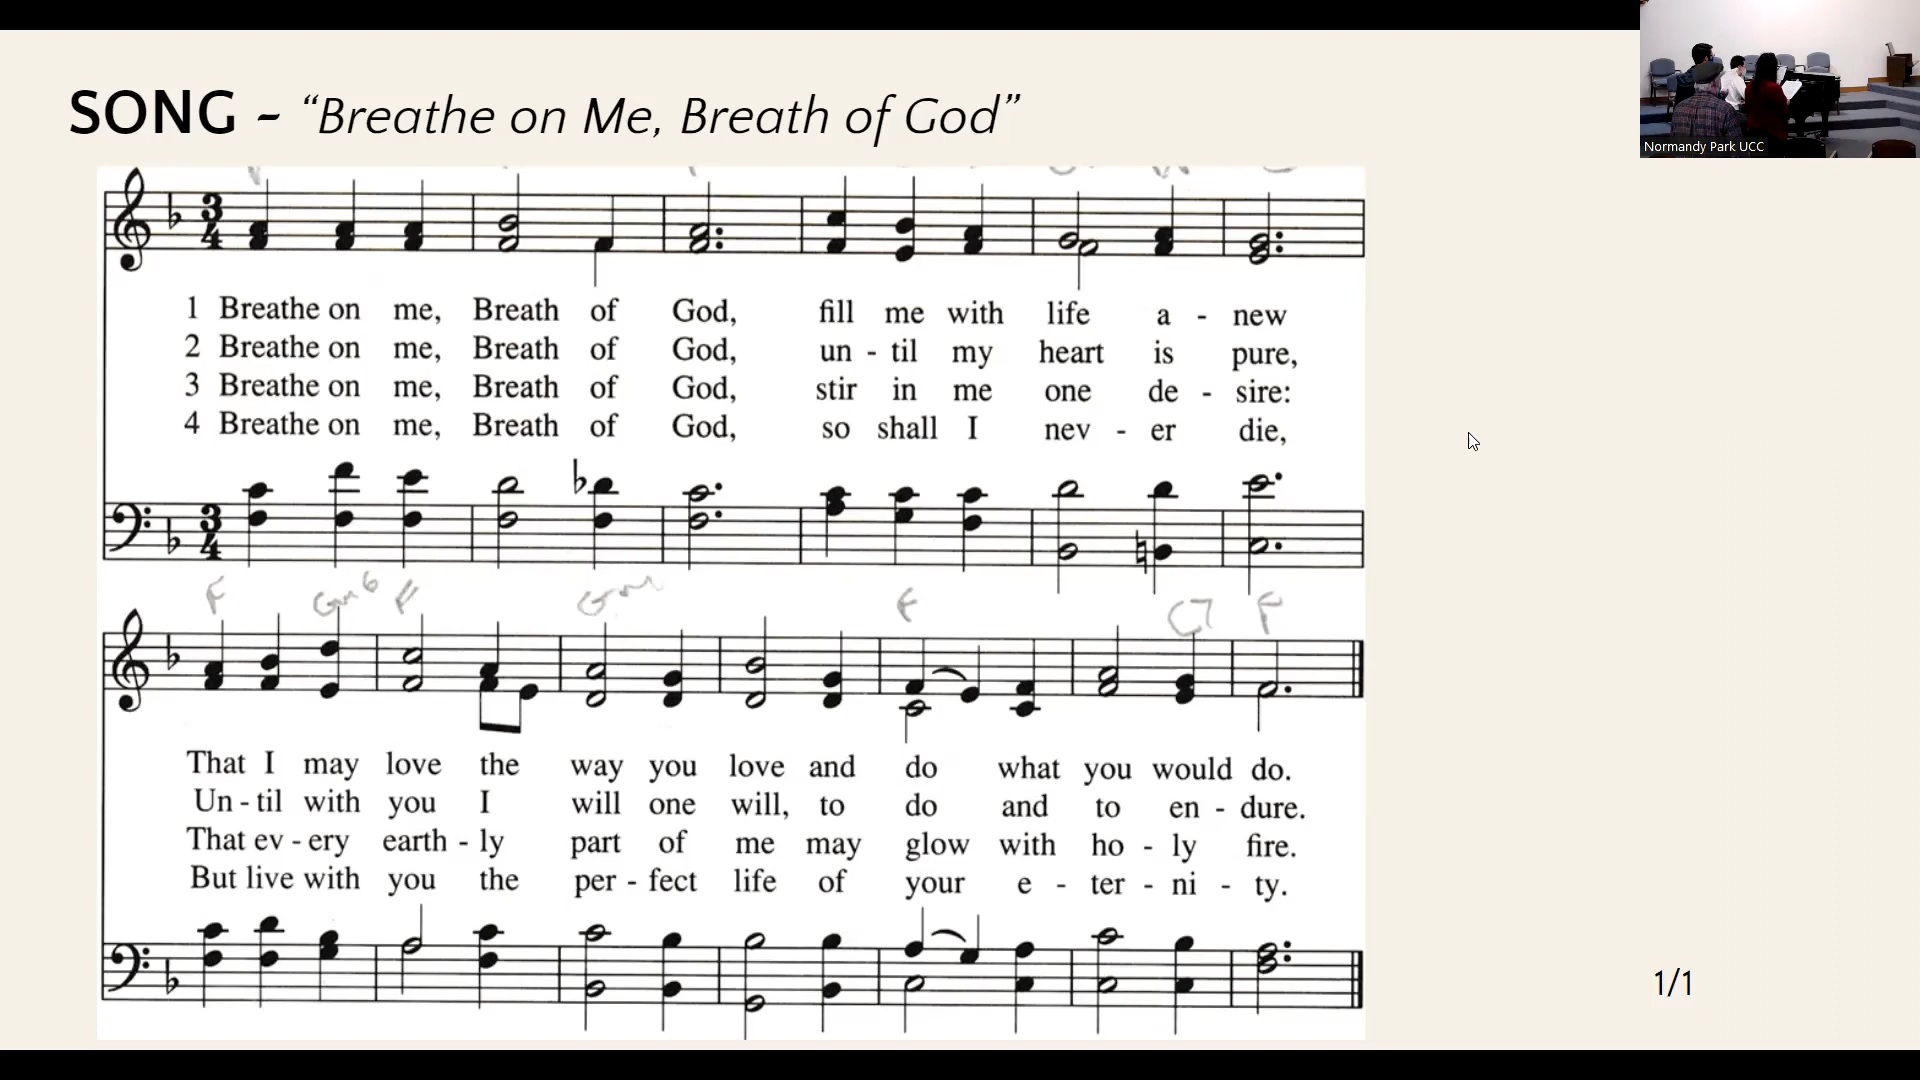 SONG ~ “Breathe on Me, Breath of God”
Normandy Park UCC
3
4
1 Breathe on me, Breath of God, fill me with life a - new
2 Breathe on me, Breath of God, un - til my heart is pure,
3 Breathe on me, Breath of God, stir in me one de - sire:
4 Breathe on me, Breath of God, so shall I nev - er die,
3
4
F Gm6 F Gm F C7 F
That I may love the way you love and do what you would do.
Un - til with you I will one will, to do and to en - dure.
That ev - ery earth - ly part of me may glow with ho - ly fire.
But live with you the per - fect life of your e - ter - ni - ty.
1/1